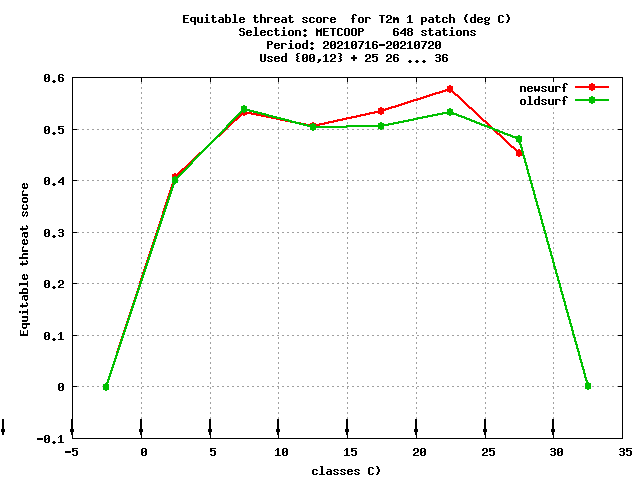 Equitable threat score  for T2m 1 patch (deg C)
Selection: METCOOP    648 stations
Period: 20210716-20210720
Used {00,12} + 25 26 ... 36
newsurf
oldsurf
Equitable threat score
0.6
0.5
0.4
0.3
0.2
0.1
0
-0.1
-5 0 5 10 15 20 25 30 35
classes C)